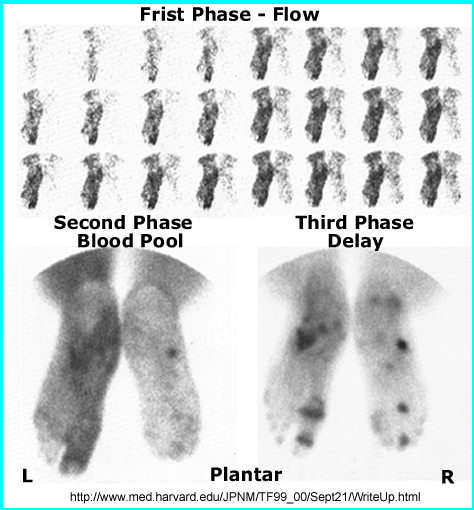 Frist Phase - Flow
Second Phase Third Phase
Blood Pool Delay
L Plantar R
http://www.med.harvard.edu/JPNM/TF99_00/Sept21/WriteUp.html